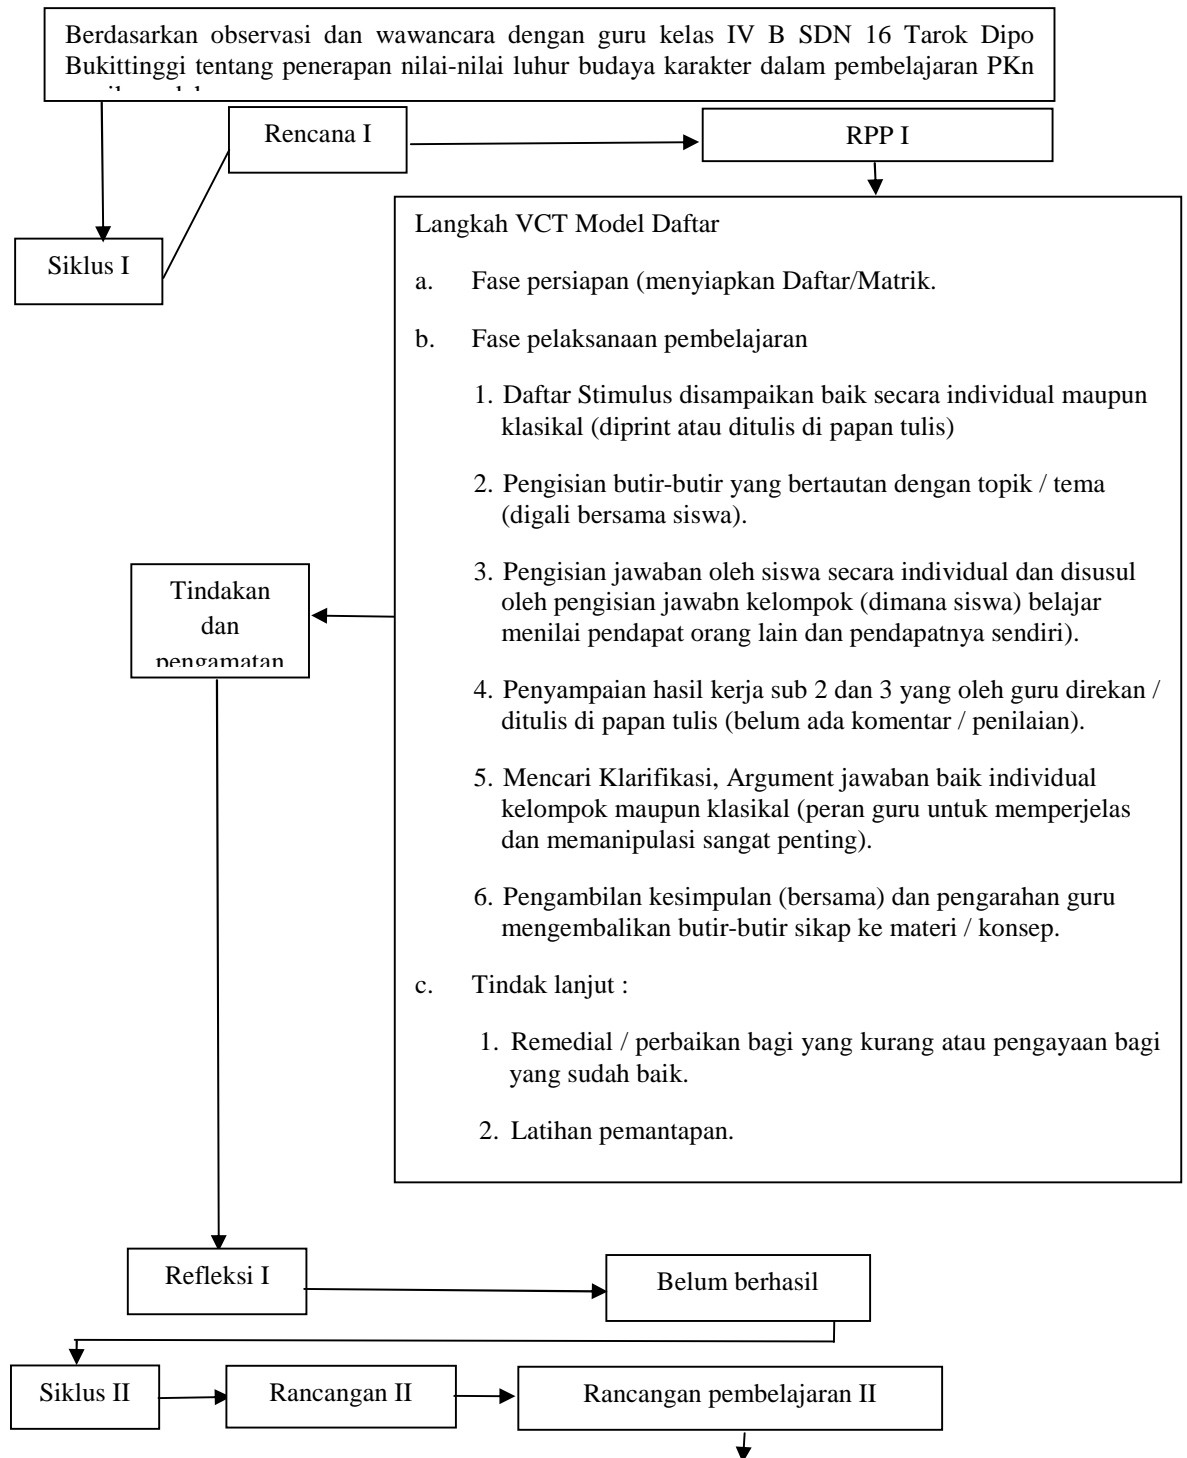 Berdasarkan observasi dan wawancara dengan guru kelas IV B SDN 16 Tarok Dipo
Bukittinggi tentang penerapan nilai-nilai luhur budaya karakter dalam pembelajaran PKn
Rencana I
RPP I
Siklus I
Langkah VCT Model Daftar
a. Fase persiapan (menyiapkan Daftar/Matrik.
b. Fase pelaksanaan pembelajaran
1. Daftar Stimulus disampaikan baik secara individual maupun
klasikal (diprint atau ditulis di papan tulis)
2. Pengisian butir-butir yang bertautan dengan topik / tema
(digali bersama siswa).
3. Pengisian jawaban oleh siswa secara individual dan disusul
oleh pengisian jawabn kelompok (dimana siswa) belajar
menilai pendapat orang lain dan pendapatnya sendiri).
4. Penyampaian hasil kerja sub 2 dan 3 yang oleh guru direkan /
ditulis di papan tulis (belum ada komentar / penilaian).
5. Mencari Klarifikasi, Argument jawaban baik individual
kelompok maupun klasikal (peran guru untuk memperjelas
dan memanipulasi sangat penting).
6. Pengambilan kesimpulan (bersama) dan pengarahan guru
mengembalikan butir-butir sikap ke materi / konsep.
c. Tindak lanjut :
1. Remedial / perbaikan bagi yang kurang atau pengayaan bagi
yang sudah baik.
2. Latihan pemantapan.
Tindakan
dan
pengamatan
Refleksi I
Belum berhasil
Siklus II
Rancangan II
Rancangan pembelajaran II